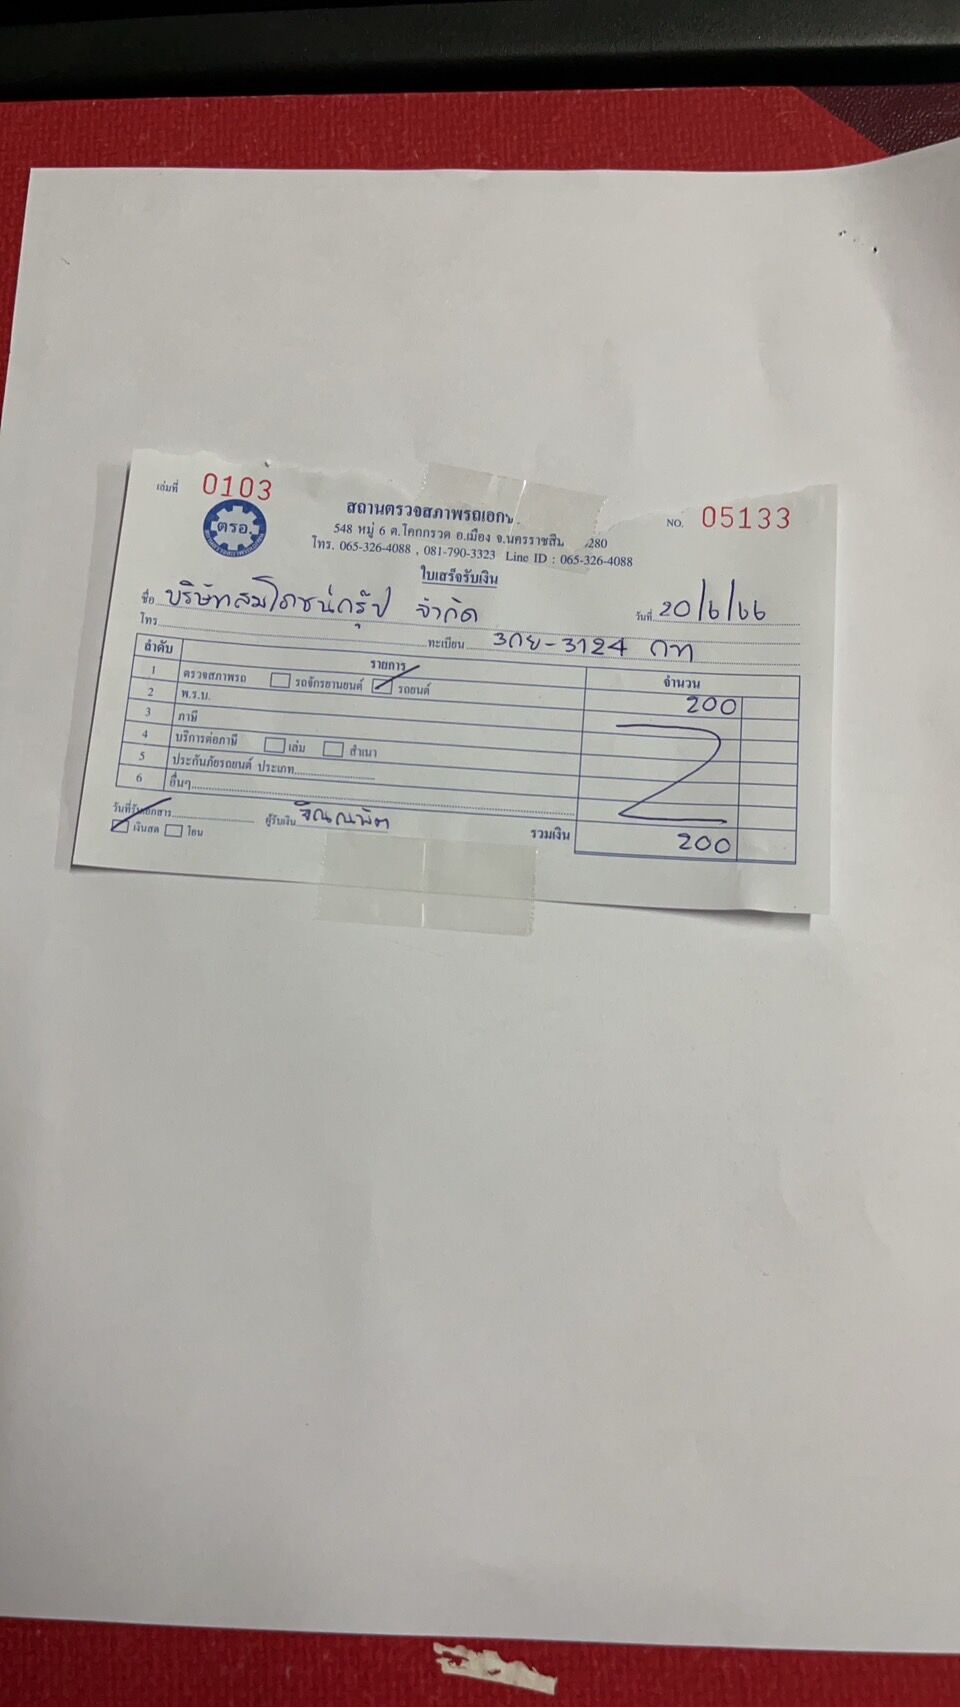 เล่มที่ 0103
NO. 05133
ตรอ.
สถานตรวจสภาพรถเอก
548 หมู่ 6 ต.โคกกรวด อ.เมือง จ.นครราชสี 280
โทร. 065-326-4088 , 081-790-3323 Line ID : 065-326-4088
ใบเสร็จรับเงิน
ชื่อ บริษัทสมโภชน์กรุ๊ป จำกัด วันที่ 20/6/66
โทร ทะเบียน 3กย-3124 กท
ลำดับ รายการ จำนวน
1 ตรวจสภาพรถ รถจักรยานยนต์ รถยนต์ 200
2 พ.ร.บ.
3 ภาษี
4 บริการต่อภาษี เล่ม สำเนา
5 ประกันภัยรถยนต์ ประเภท
6 อื่นๆ
วันที่รับเอกสาร ผู้รับเงิน รวมเงิน 200
เงินสด โอน